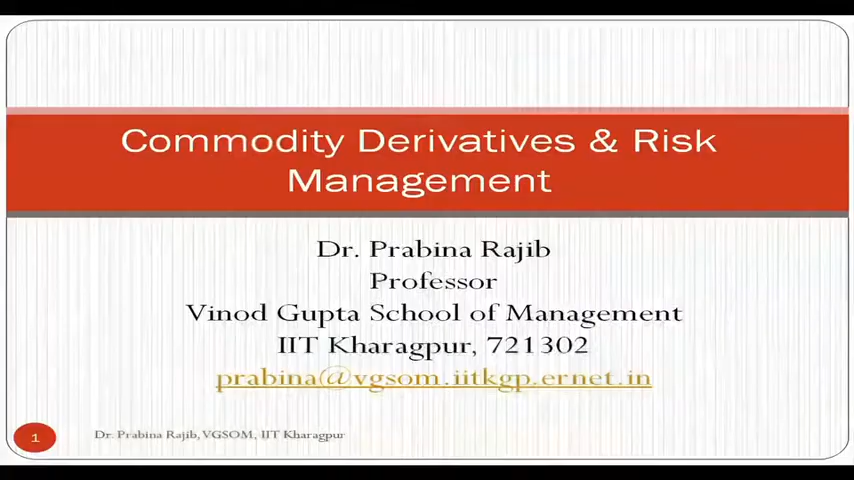 Commodity Derivatives & Risk
Management
Dr. Prabina Rajib
Professor
Vinod Gupta School of Management
IIT Kharagpur, 721302
prabina@vgsom.iitkgp.ernet.in
1
Dr. Prabina Rajib, VGSOM, IIT Kharagpur